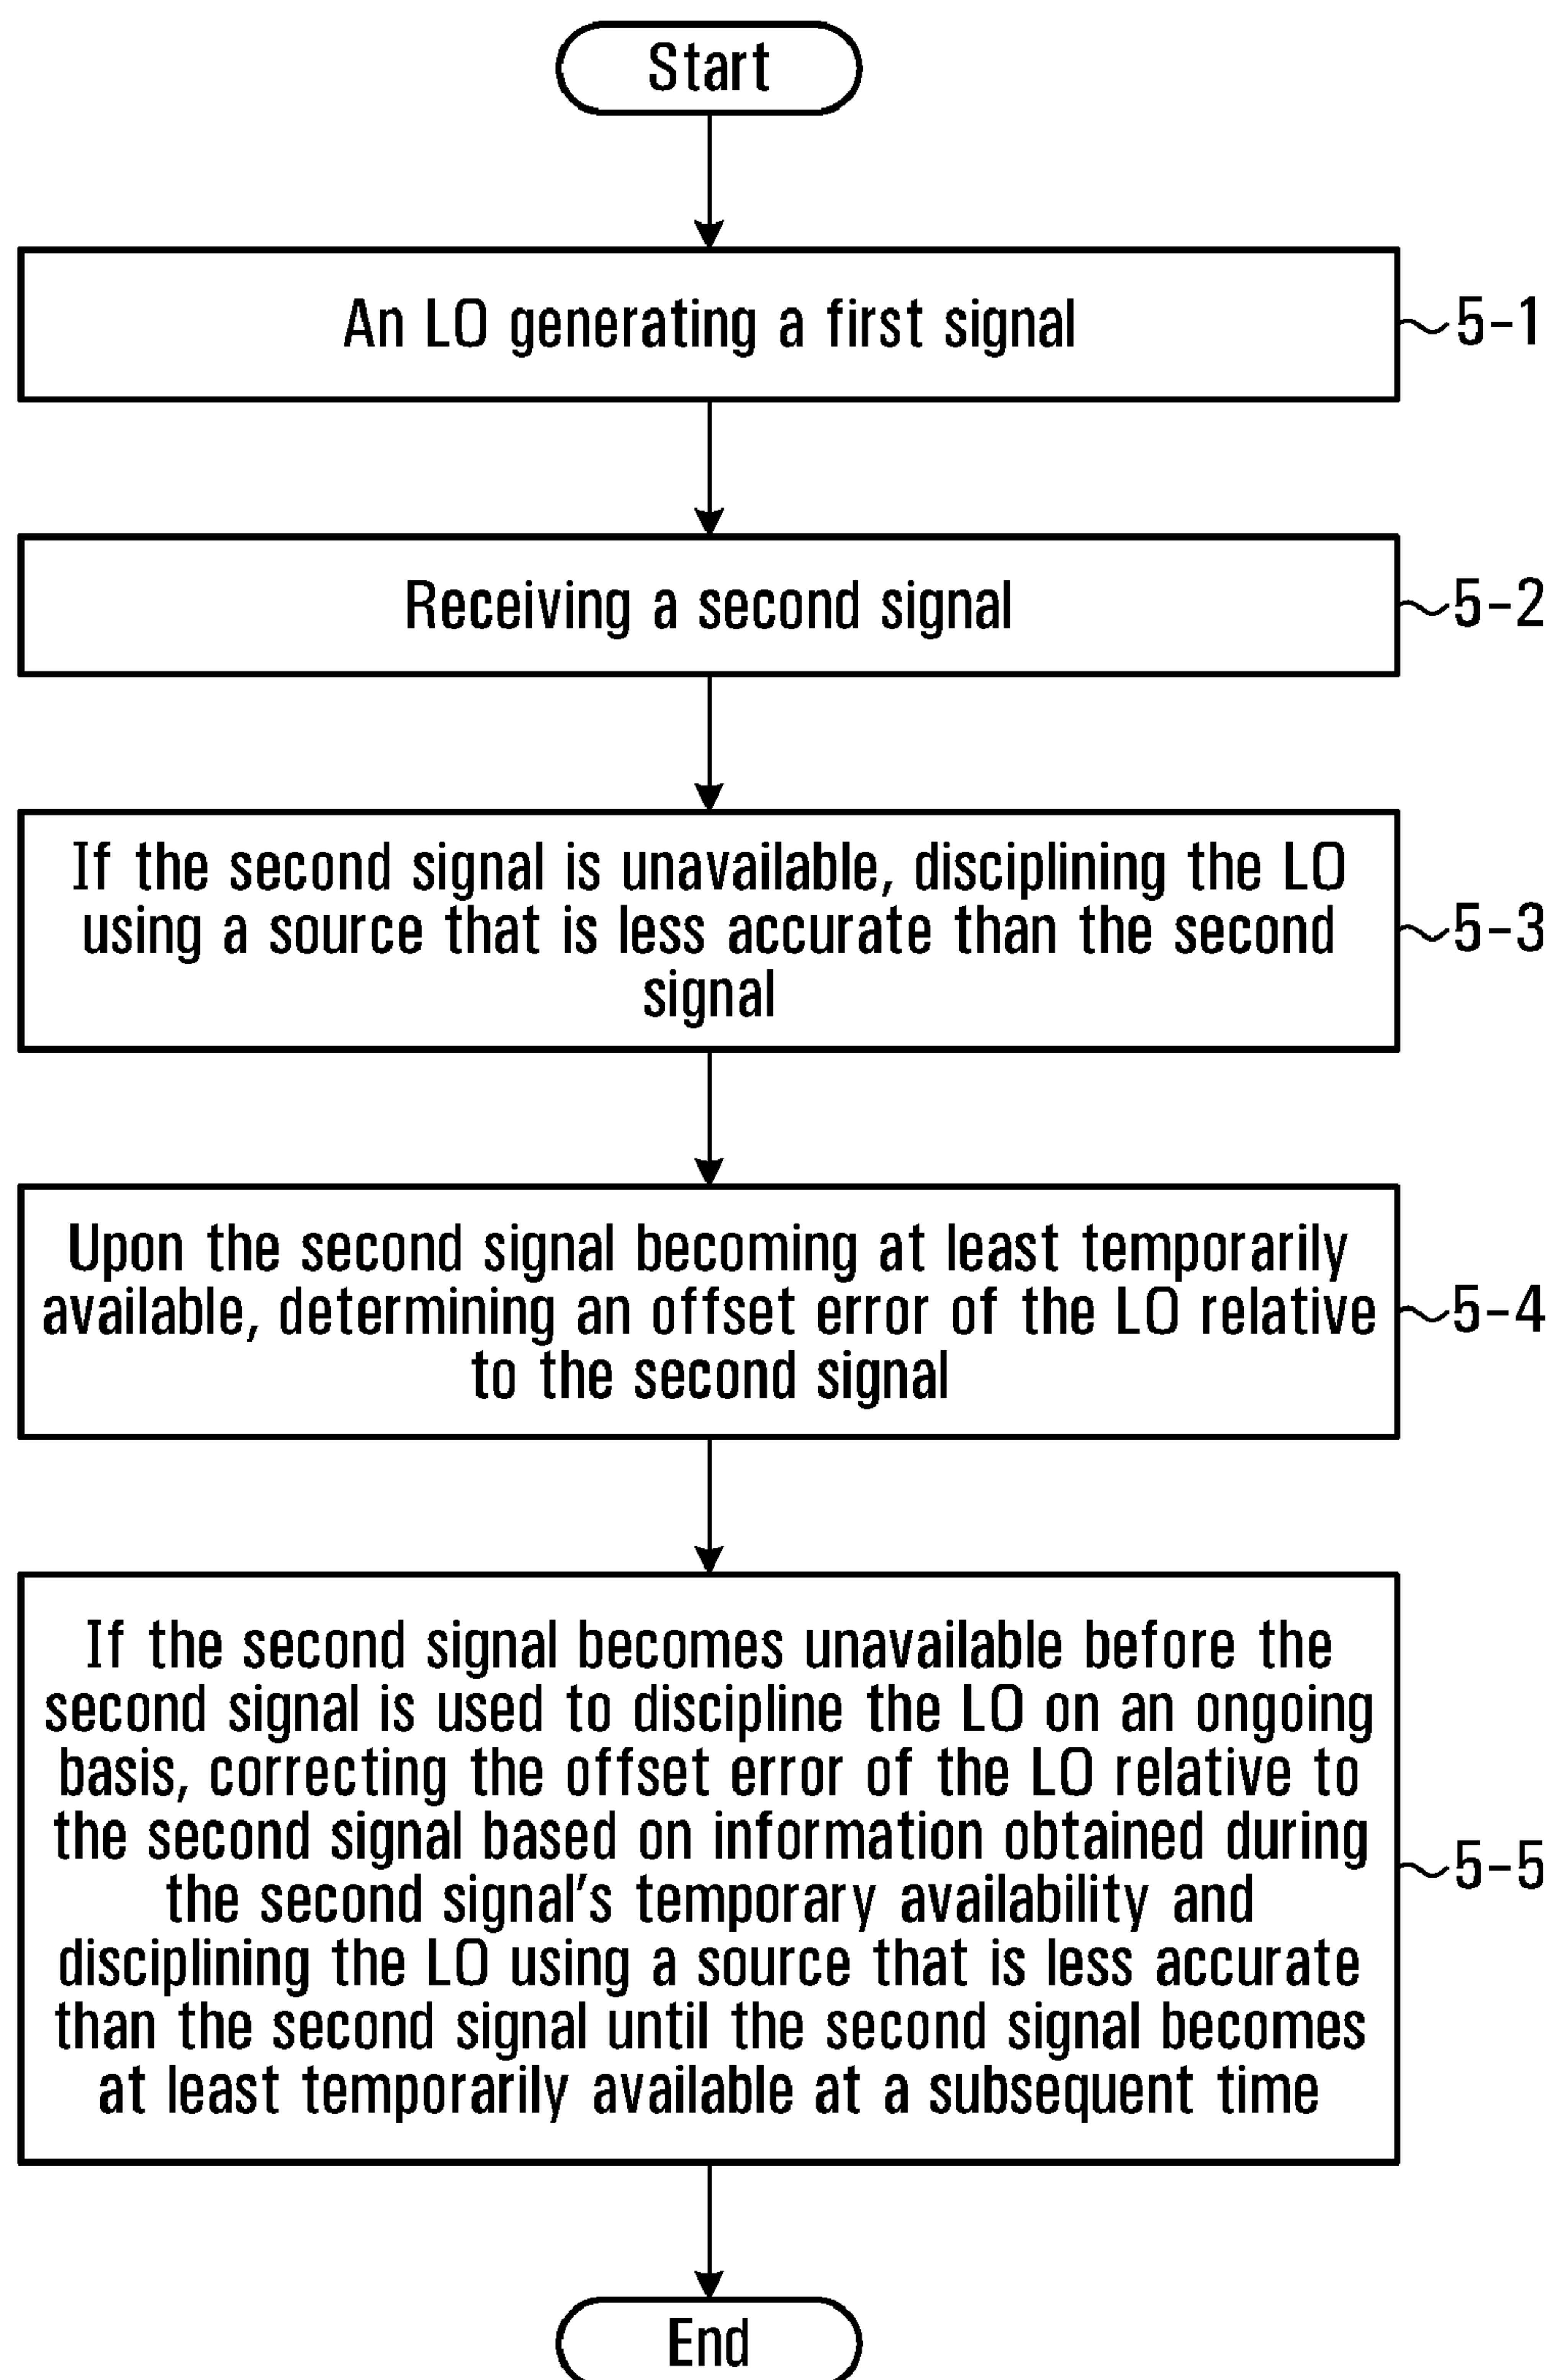 Start
An LO generating a first signal
5-1
Receiving a second signal
5-2
If the second signal is unavailable, disciplining the LO
using a source that is less accurate than the second
signal
5-3
Upon the second signal becoming at least temporarily
available, determining an offset error of the LO relative
to the second signal
5-4
If the second signal becomes unavailable before the
second signal is used to discipline the LO on an ongoing
basis, correcting the offset error of the LO relative to
the second signal based on information obtained during
the second signal's temporary availability and
disciplining the LO using a source that is less accurate
than the second signal until the second signal becomes
at least temporarily available at a subsequent time
5-5
End